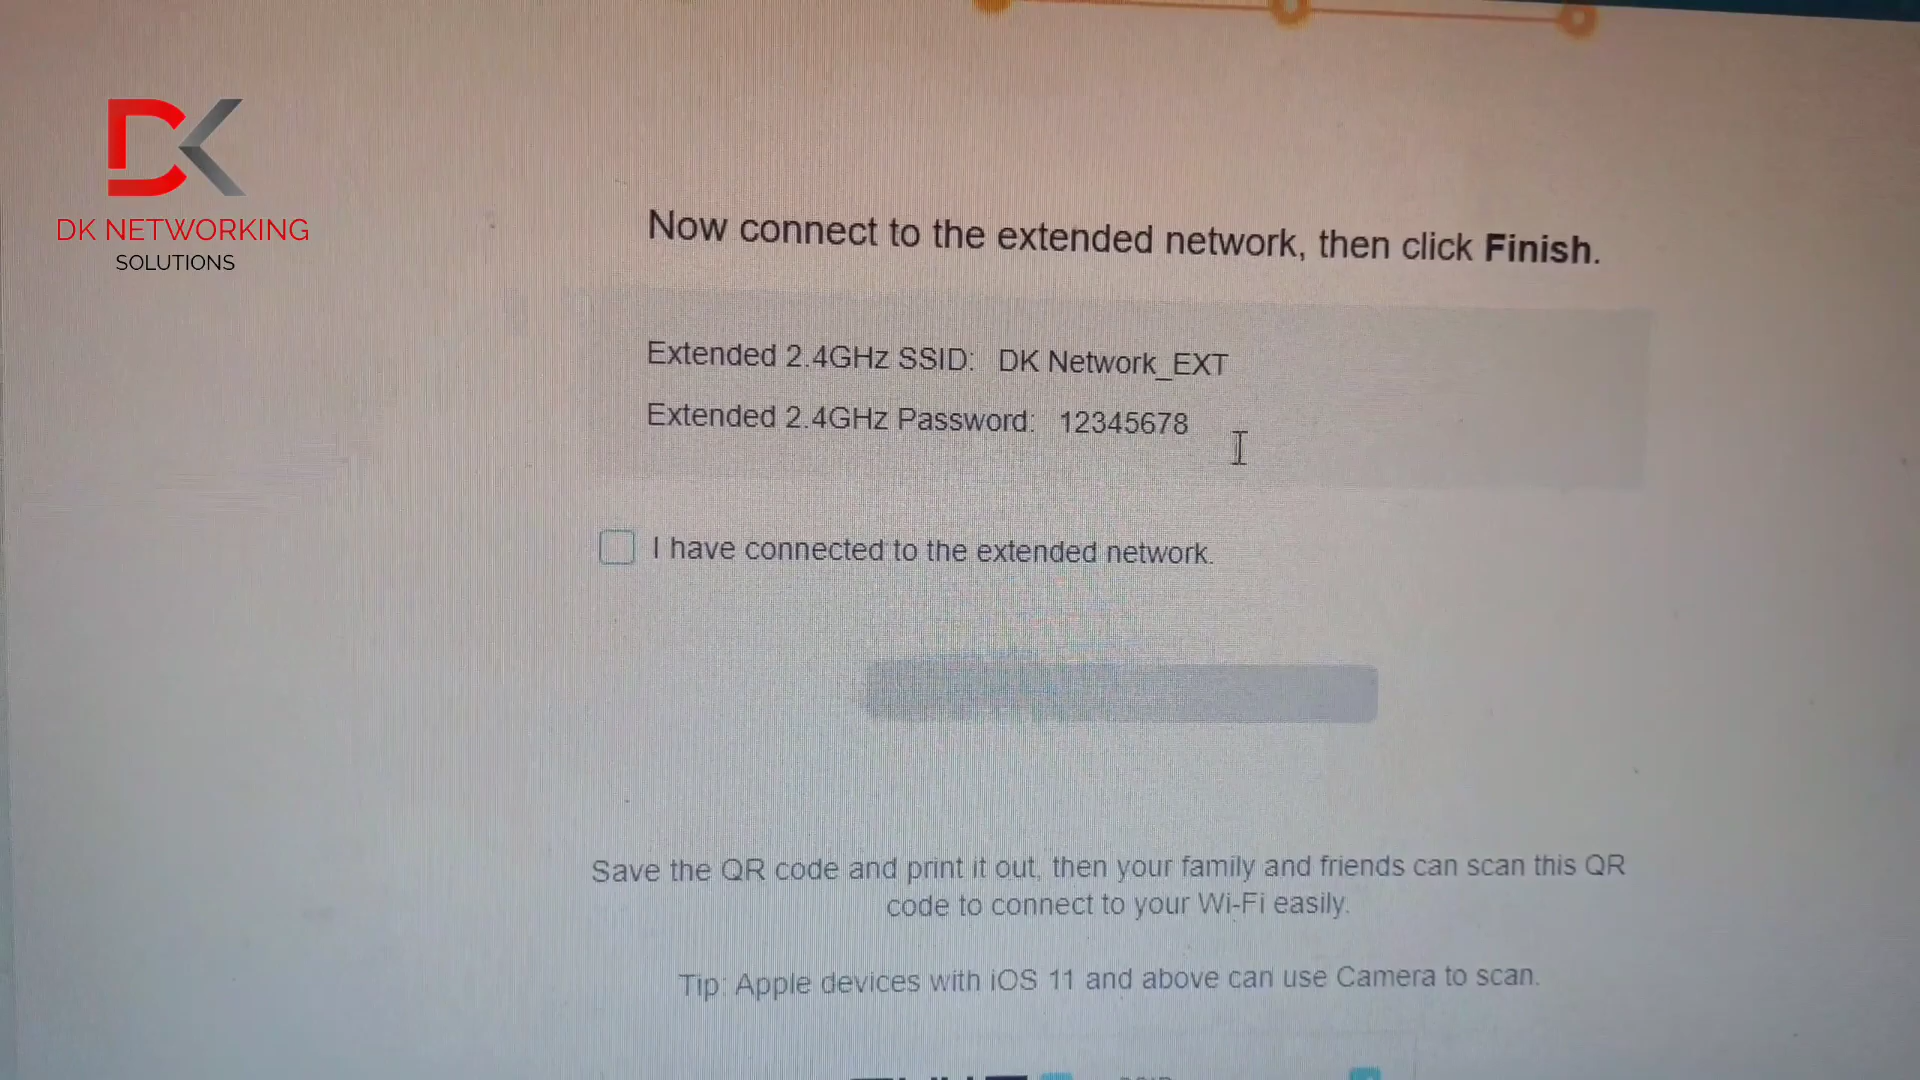 DK
DK NETWORKING
SOLUTIONS
Now connect to the extended network, then click Finish.
Extended 2.4GHz SSID: DK Network_EXT
Extended 2.4GHz Password: 12345678
I have connected to the extended network.
Save the QR code and print it out, then your family and friends can scan this QR
code to connect to your Wi-Fi easily.
Tip: Apple devices with iOS 11 and above can use Camera to scan.